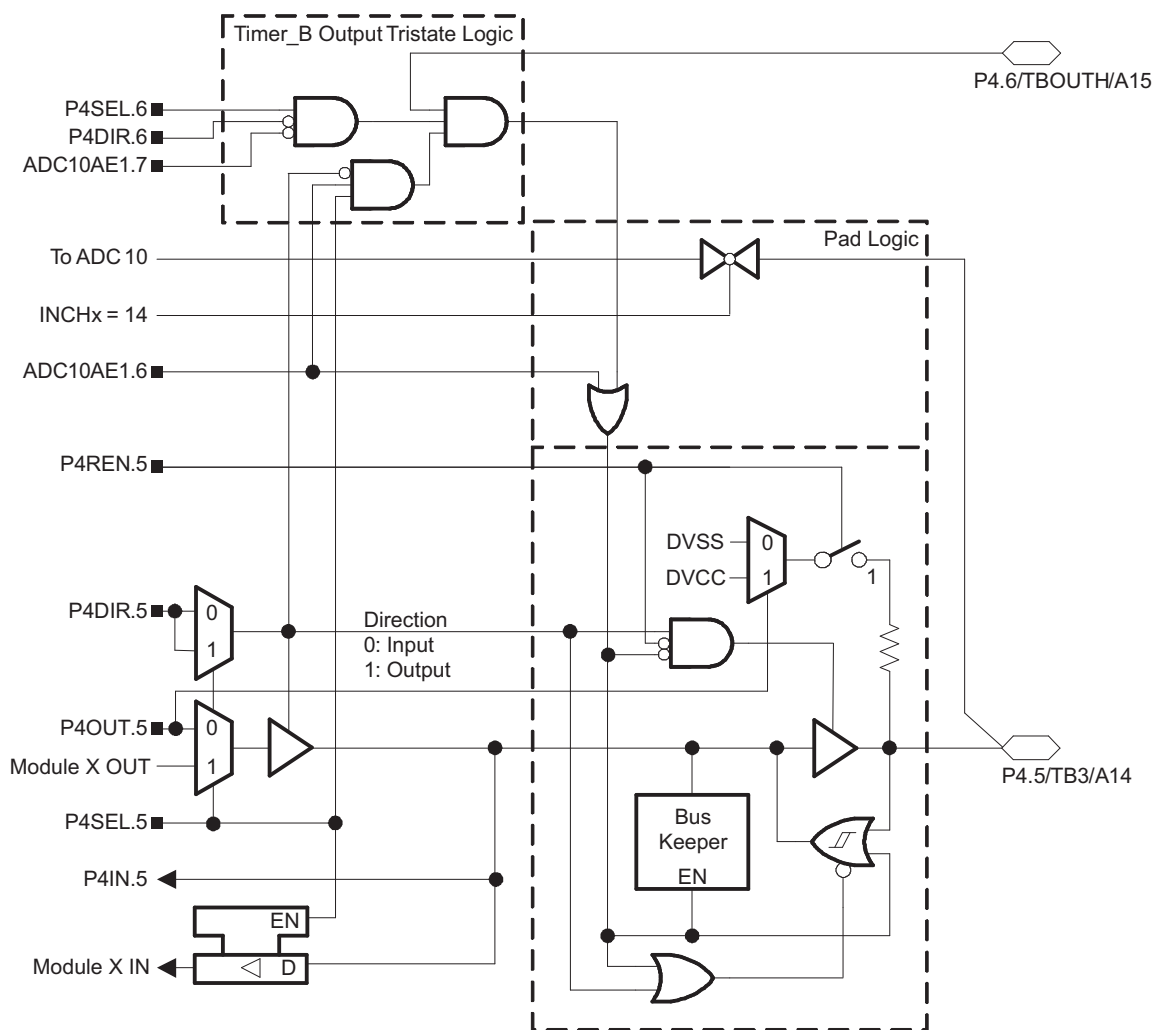 Timer_B Output Tristate Logic
P4.6/TBOUTH/A15
P4SEL.6
P4DIR.6
ADC10AE1.7
Pad Logic
To ADC 10
INCHx = 14
ADC10AE1.6
P4REN.5
DVSS
0
DVCC
1
1
P4DIR.5
0
1
Direction
0: Input
1: Output
P4OUT.5
0
Module X OUT
1
P4.5/TB3/A14
P4SEL.5
Bus
Keeper
EN
P4IN.5
EN
Module X IN
D